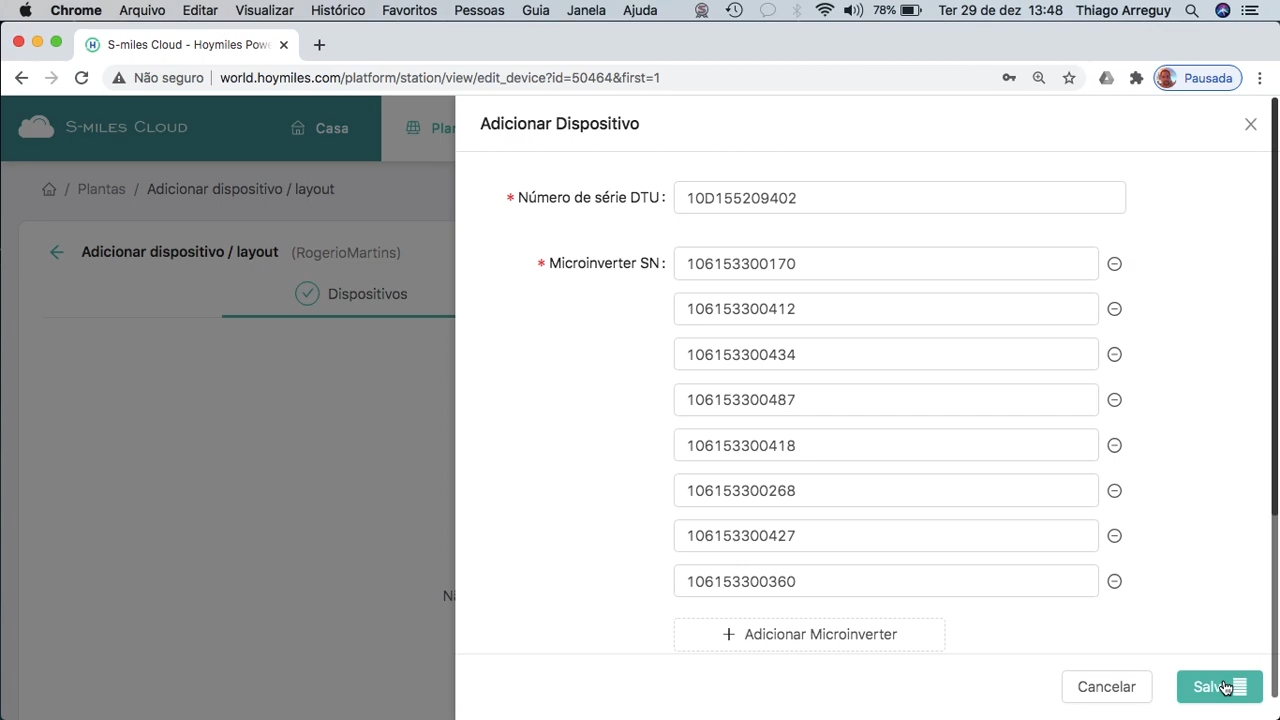 Chrome Arquivo Editar Visualizar Histórico Favoritos Pessoas Guia Janela Ajuda 78% Ter 29 de dez 13:48 Thiago Arreguy
S-miles Cloud - Hoymiles Pow
Não seguro world.hoymiles.com/platform/station/view/edit_device?id=50464&first=1 Pausada
S-MILES CLOUD Casa
Adicionar Dispositivo
/ Plantas / Adicionar dispositivo / layout
* Número de série DTU: 10D155209402
Adicionar dispositivo / layout (RogerioMartins)
* Microinverter SN: 106153300170
Dispositivos
106153300412
106153300434
106153300487
106153300418
106153300268
106153300427
106153300360
+ Adicionar Microinverter
Cancelar